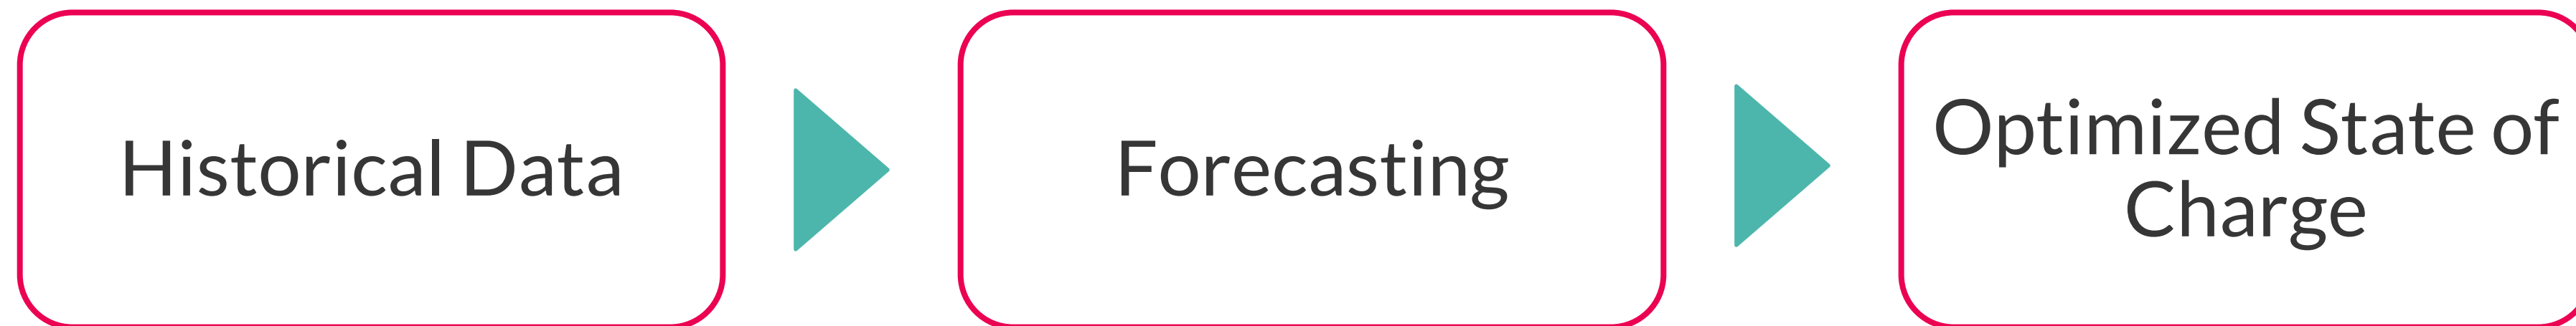 Historical Data
Forecasting
Optimized State of
Charge